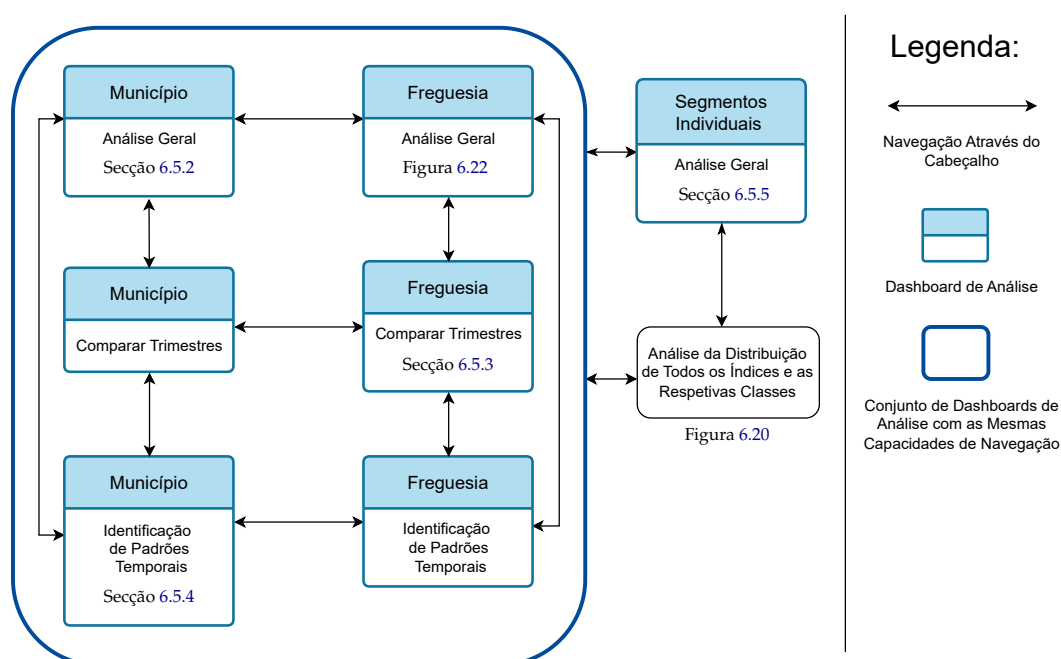 Município
Análise Geral
Secção 6.5.2
Freguesia
Análise Geral
Figura 6.22
Segmentos
Individuais
Análise Geral
Secção 6.5.5
Município
Comparar Trimestres
Freguesia
Comparar Trimestres
Secção 6.5.3
Análise da Distribuição
de Todos os Índices e as
Respetivas Classes
Figura 6.20
Município
Identificação
de Padrões
Temporais
Secção 6.5.4
Freguesia
Identificação
de Padrões
Temporais
Legenda:
Navegação Através do
Cabeçalho
Dashboard de Análise
Conjunto de Dashboards de
Análise com as Mesmas
Capacidades de Navegação